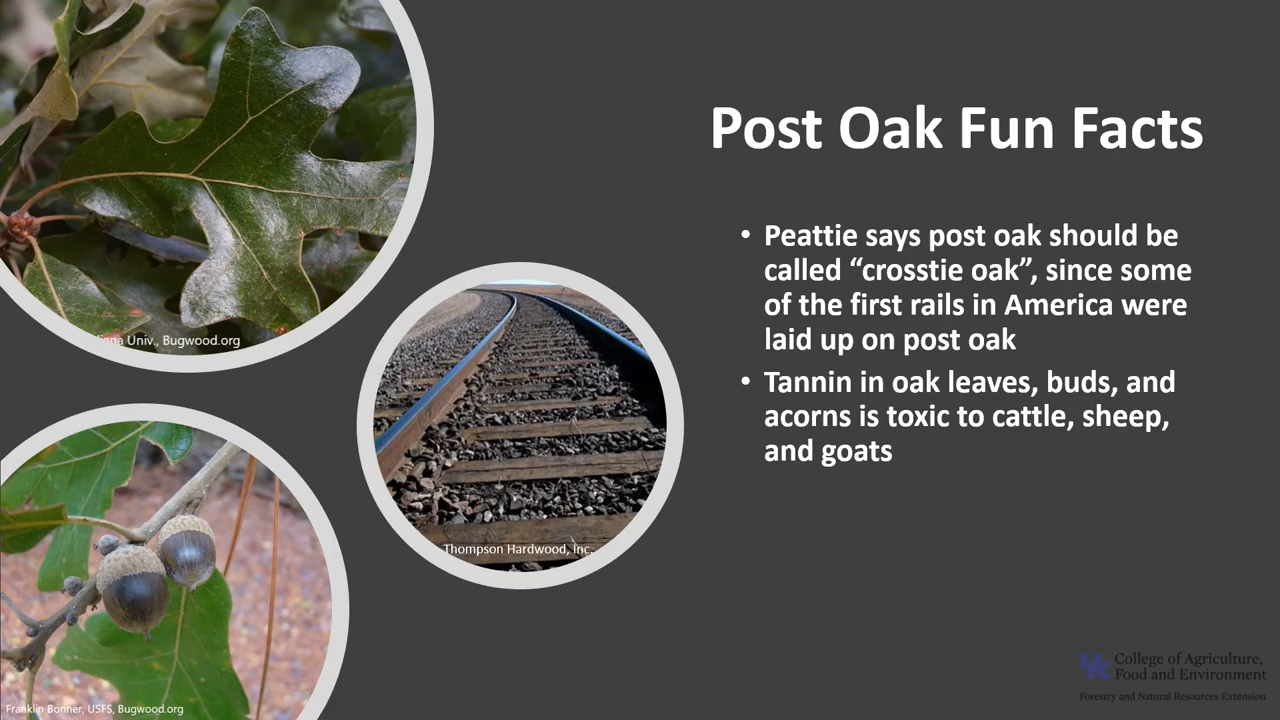 Post Oak Fun Facts
• Peattie says post oak should be
called “crosstie oak”, since some
of the first rails in America were
laid up on post oak
• Tannin in oak leaves, buds, and
acorns is toxic to cattle, sheep,
and goats
Univ., Bugwood.org
Thompson Hardwood, Inc.
Franklin Bonner, USFS, Bugwood.org
UK College of Agriculture,
Food and Environment
Forestry and Natural Resources Extension